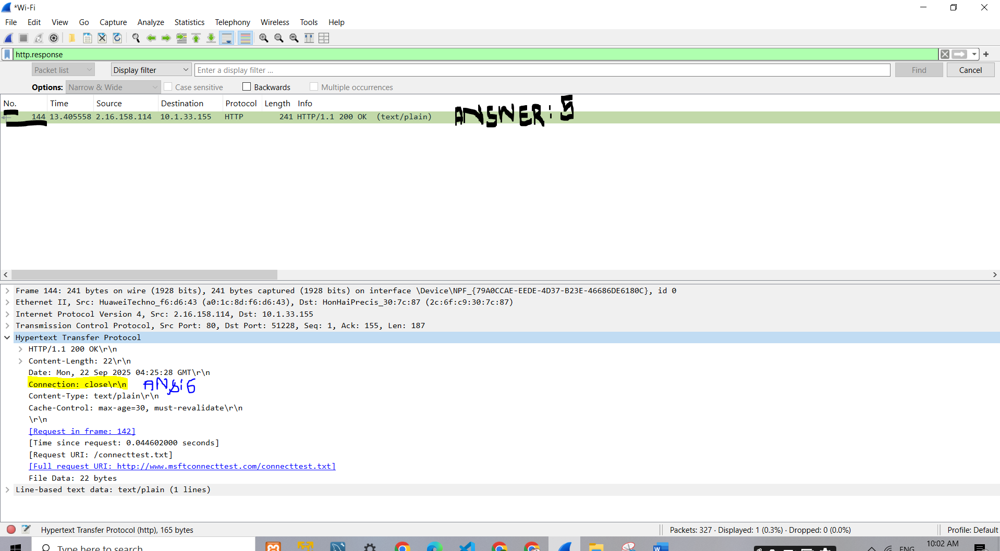 *Wi-Fi
File Edit View Go Capture Analyze Statistics Telephony Wireless Tools Help
http.response
Packet list Display filter Enter a display filter ... Find Cancel
Options: Narrow & Wide Case sensitive Backwards Multiple occurrences
No. Time Source Destination Protocol Length Info
144 13.405558 2.16.158.114 10.1.33.155 HTTP 241 HTTP/1.1 200 OK (text/plain)
ANSWER: 5
Frame 144: 241 bytes on wire (1928 bits), 241 bytes captured (1928 bits) on interface \Device\NPF_{79A0CCAE-EEDE-4D37-B23E-46686DE6180C}, id 0
Ethernet II, Src: HuaweiTechno_f6:d6:43 (a0:1c:8d:f6:d6:43), Dst: HonHaiPrecis_30:7c:87 (2c:6f:c9:30:7c:87)
Internet Protocol Version 4, Src: 2.16.158.114, Dst: 10.1.33.155
Transmission Control Protocol, Src Port: 80, Dst Port: 51228, Seq: 1, Ack: 155, Len: 187
Hypertext Transfer Protocol
HTTP/1.1 200 OK\r\n
Content-Length: 22\r\n
Date: Mon, 22 Sep 2025 04:25:28 GMT\r\n
Connection: close\r\n ANS: 6
Content-Type: text/plain\r\n
Cache-Control: max-age=30, must-revalidate\r\n
\r\n
[Request in frame: 142]
[Time since request: 0.044602000 seconds]
[Request URI: /connecttest.txt]
[Full request URI: http://www.msftconnecttest.com/connecttest.txt]
File Data: 22 bytes
Line-based text data: text/plain (1 lines)
Hypertext Transfer Protocol (http), 165 bytes Packets: 327 · Displayed: 1 (0.3%) · Dropped: 0 (0.0%) Profile: Default
Type here to search ENG 10:02 AM